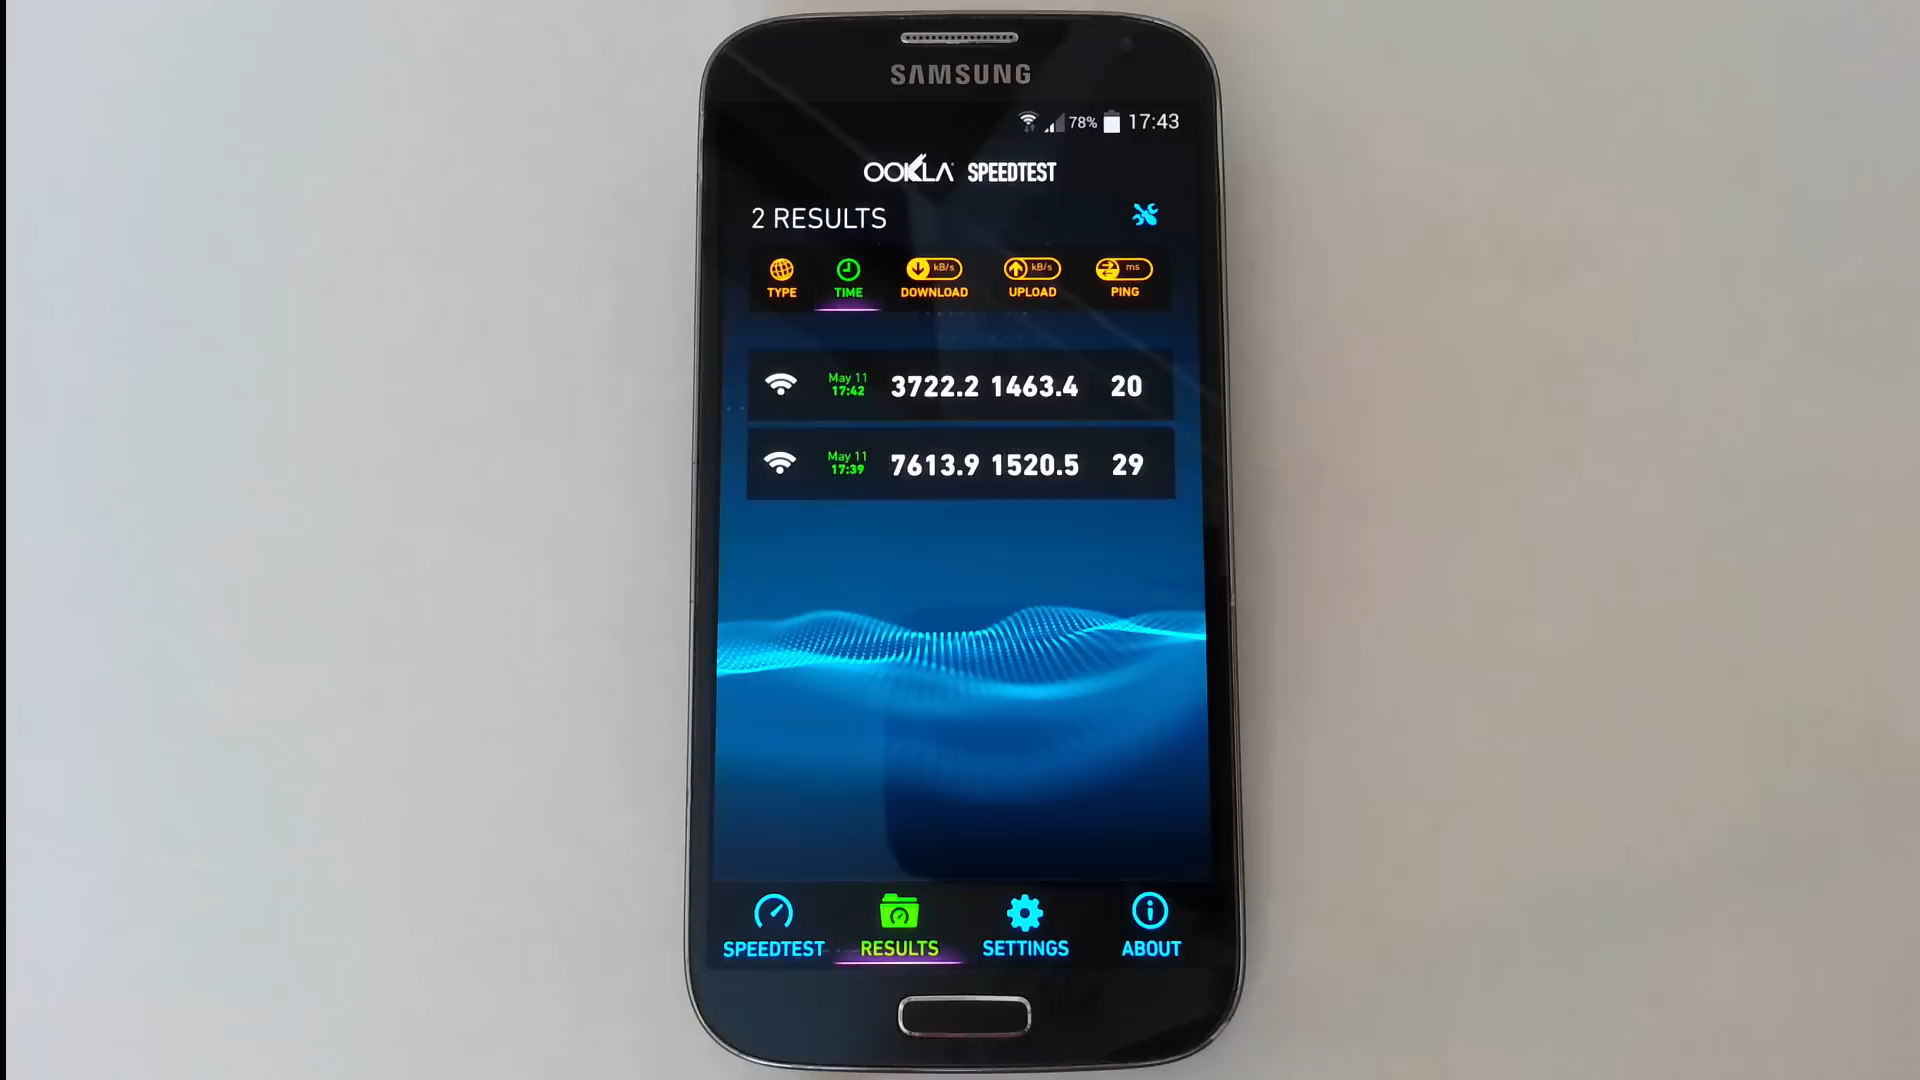 SAMSUNG
78% 17:43
OOKLA SPEEDTEST
2 RESULTS
kB/s kB/s ms
TYPE TIME DOWNLOAD UPLOAD PING
May 11
17:42 3722.2 1463.4 20
May 11
17:39 7613.9 1520.5 29
SPEEDTEST RESULTS SETTINGS ABOUT